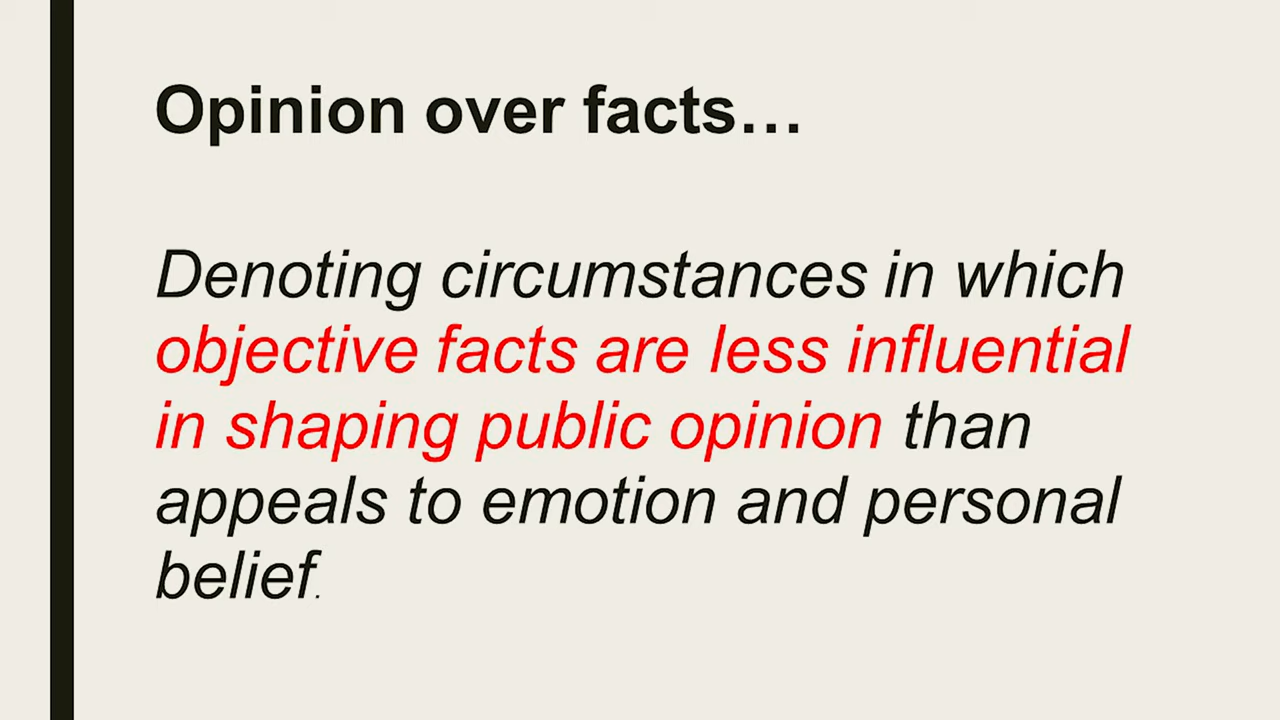 Opinion over facts…
Denoting circumstances in which
objective facts are less influential
in shaping public opinion than
appeals to emotion and personal
belief.